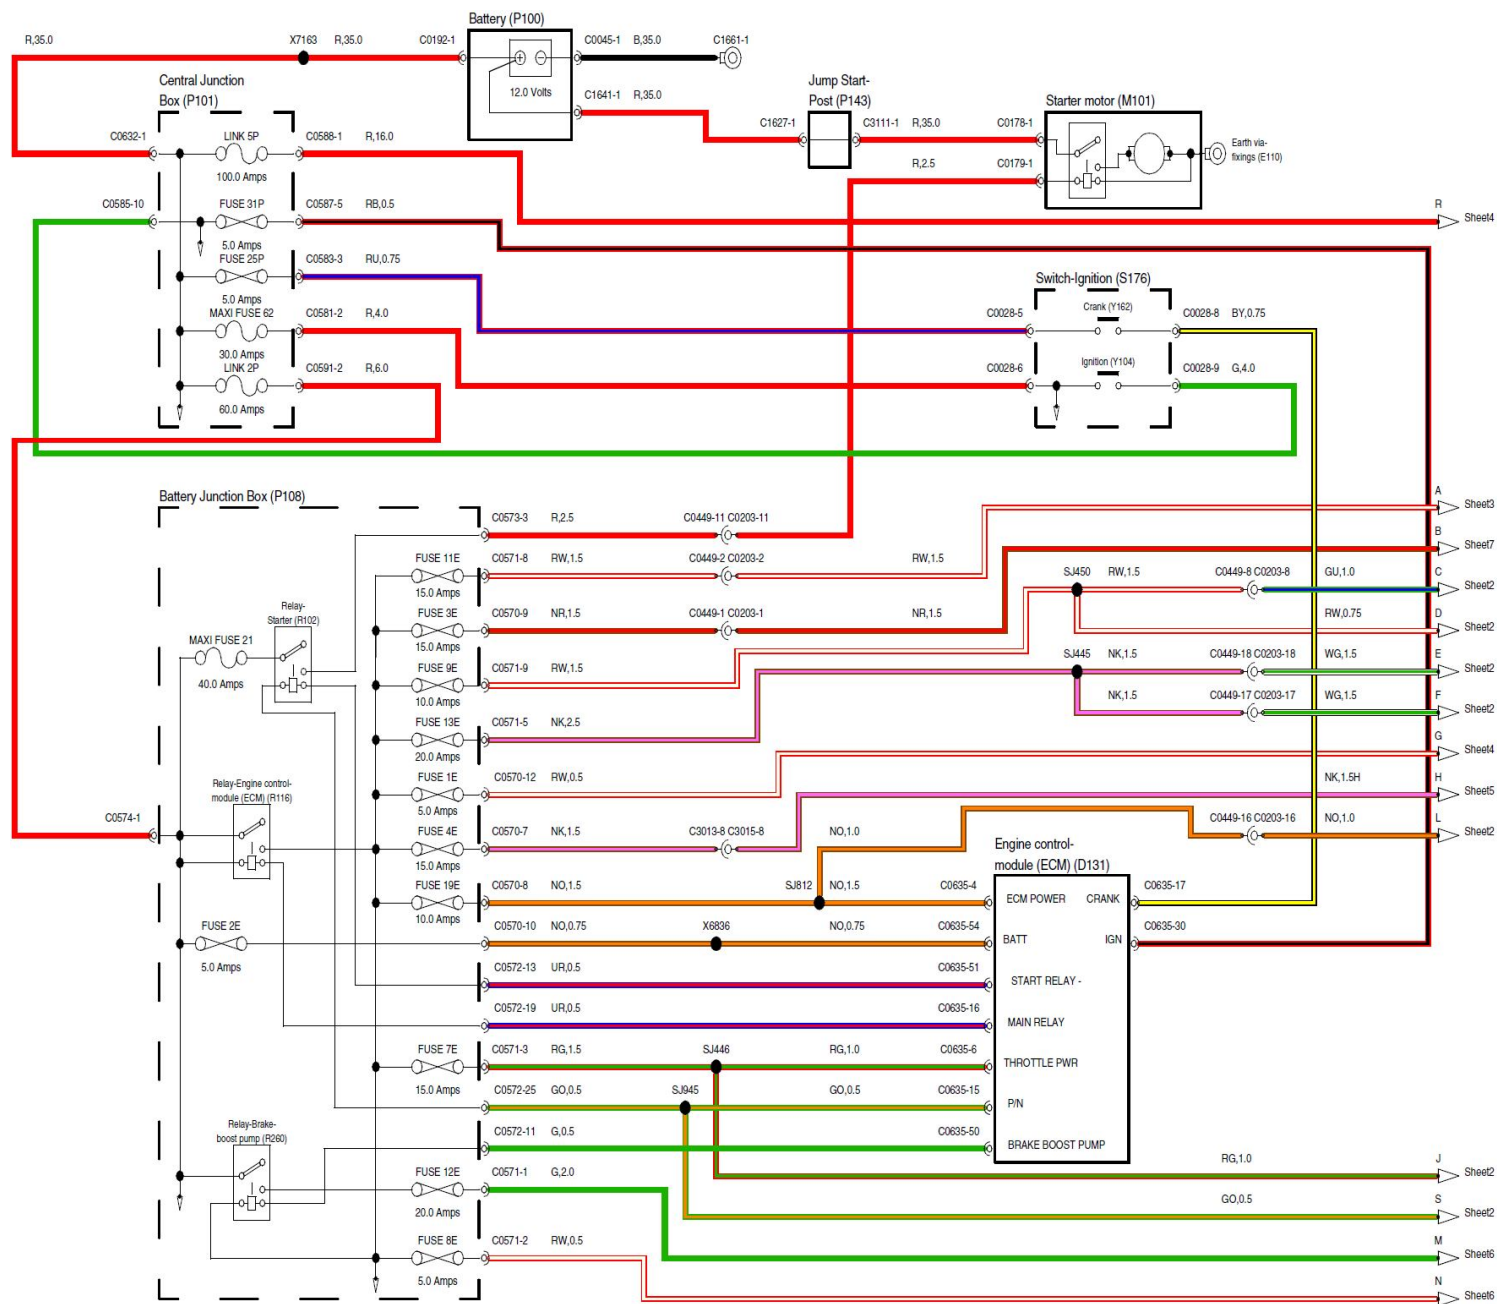 Battery (P100)
R,35.0
X7163
R,35.0
C0192-1
C0045-1
B,35.0
C1661-1
12.0 Volts
Central Junction
Box (P101)
C1641-1
R,35.0
Jump Start-
Post (P143)
C1627-1
C3111-1
R,35.0
Starter motor (M101)
C0178-1
R,2.5
C0179-1
Earth via-
fixings (E110)
C0632-1
LINK 5P
C0588-1
R,16.0
100.0 Amps
C0585-10
FUSE 31P
C0587-5
RB,0.5
R
Sheet4
5.0 Amps
FUSE 25P
C0583-3
RU,0.75
5.0 Amps
Switch-Ignition (S176)
MAXI FUSE 62
C0581-2
R,4.0
C0028-5
Crank (Y162)
C0028-8
BY,0.75
30.0 Amps
LINK 2P
C0591-2
R,6.0
C0028-6
Ignition (Y104)
C0028-9
G,4.0
60.0 Amps
Battery Junction Box (P108)
A
Sheet3
C0573-3
R,2.5
C0449-11 C0203-11
B
Sheet7
FUSE 11E
C0571-8
RW,1.5
C0449-2 C0203-2
RW,1.5
15.0 Amps
SJ450
RW,1.5
C0449-8 C0203-8
GU,1.0
C
Sheet2
Relay-
Starter (R102)
FUSE 3E
C0570-9
NR,1.5
C0449-1 C0203-1
NR,1.5
RW,0.75
D
Sheet2
15.0 Amps
MAXI FUSE 21
40.0 Amps
FUSE 9E
C0571-9
RW,1.5
10.0 Amps
SJ445
NK,1.5
C0449-18 C0203-18
WG,1.5
E
Sheet2
NK,1.5
C0449-17 C0203-17
WG,1.5
F
Sheet2
FUSE 13E
C0571-5
NK,2.5
20.0 Amps
G
Sheet4
Relay-Engine control-
module (ECM) (R116)
FUSE 1E
C0570-12
RW,0.5
5.0 Amps
NK,1.5H
H
Sheet5
C0574-1
FUSE 4E
C0570-7
NK,1.5
C3013-8 C3015-8
NO,1.0
15.0 Amps
C0449-16 C0203-16
NO,1.0
L
Sheet2
Engine control-
module (ECM) (D131)
FUSE 19E
C0570-8
NO,1.5
SJ812
NO,1.5
C0635-4
ECM POWER
CRANK
C0635-17
10.0 Amps
FUSE 2E
5.0 Amps
C0570-10
NO,0.75
X6836
NO,0.75
C0635-54
BATT
IGN
C0635-30
C0572-13
UR,0.5
C0635-51
START RELAY -
C0572-19
UR,0.5
C0635-16
MAIN RELAY
FUSE 7E
C0571-3
RG,1.5
SJ446
RG,1.0
C0635-6
THROTTLE PWR
15.0 Amps
C0572-25
GO,0.5
SJ945
GO,0.5
C0635-15
P/N
Relay-Brake-
boost pump (R260)
C0572-11
G,0.5
C0635-50
BRAKE BOOST PUMP
FUSE 12E
C0571-1
G,2.0
20.0 Amps
RG,1.0
J
Sheet2
GO,0.5
S
Sheet2
FUSE 8E
C0571-2
RW,0.5
5.0 Amps
M
Sheet6
N
Sheet6